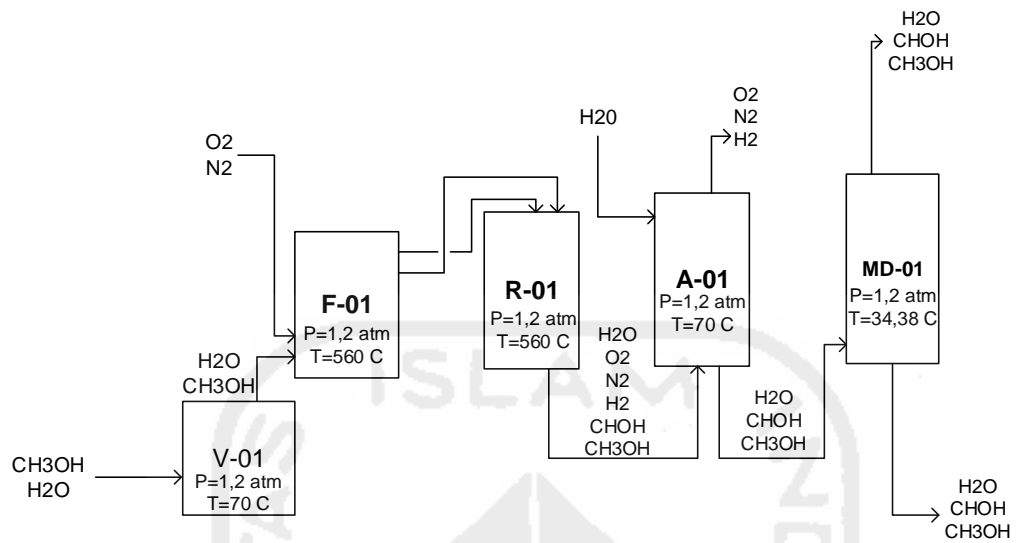 CH3OH
H2O
V-01
P=1,2 atm
T=70 C
H2O
CH3OH
O2
N2
F-01
P=1,2 atm
T=560 C
R-01
P=1,2 atm
T=560 C
H2O
O2
N2
H2
CHOH
CH3OH
H20
A-01
P=1,2 atm
T=70 C
O2
N2
H2
H2O
CHOH
CH3OH
MD-01
P=1,2 atm
T=34,38 C
H2O
CHOH
CH3OH
H2O
CHOH
CH3OH
ISLAM